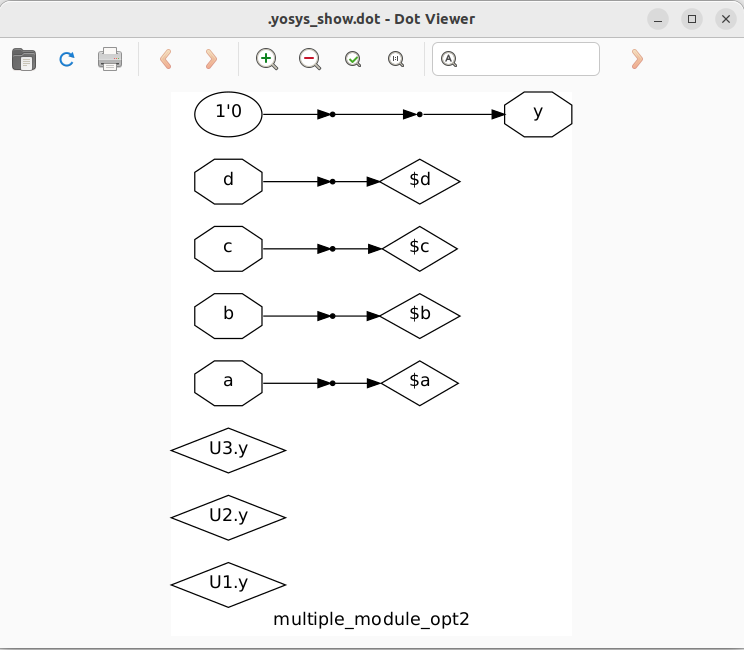 .yosys_show.dot - Dot Viewer
1'0 y
d $d
c $c
b $b
a $a
U3.y
U2.y
U1.y
multiple_module_opt2